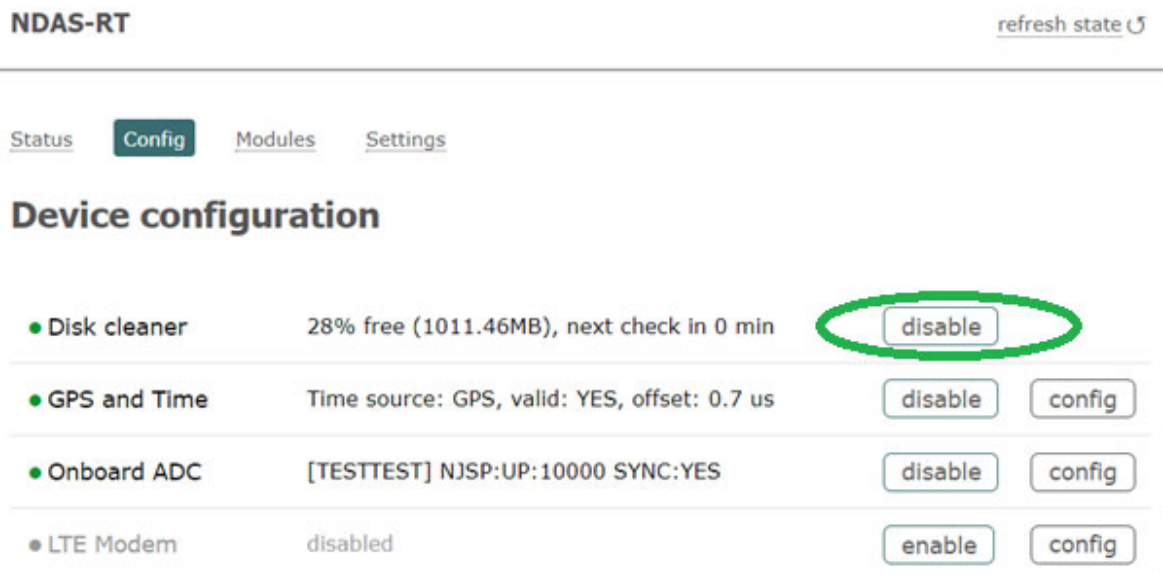 NDAS-RT refresh state
Status Config Modules Settings
Device configuration
Disk cleaner 28% free (1011.46MB), next check in 0 min disable
GPS and Time Time source: GPS, valid: YES, offset: 0.7 us disable config
Onboard ADC [TESTTEST] NJSP:UP:10000 SYNC:YES disable config
LTE Modem disabled enable config